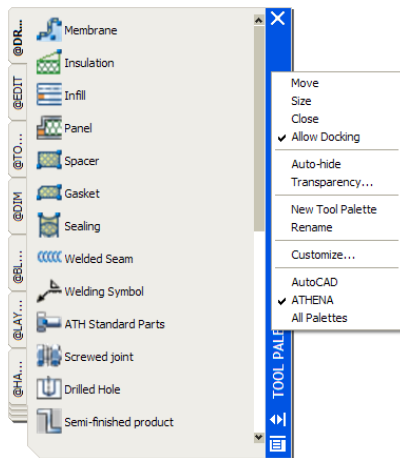 @DR...
@EDIT
@TO...
@DIM
@BL...
@LAY...
@HA...
Membrane
Insulation
Infill
Panel
Spacer
Gasket
Sealing
Welded Seam
Welding Symbol
ATH Standard Parts
Screwed joint
Drilled Hole
Semi-finished product
Move
Size
Close
Allow Docking
Auto-hide
Transparency...
New Tool Palette
Rename
Customize...
AutoCAD
ATHENA
All Palettes
TOOL PALE